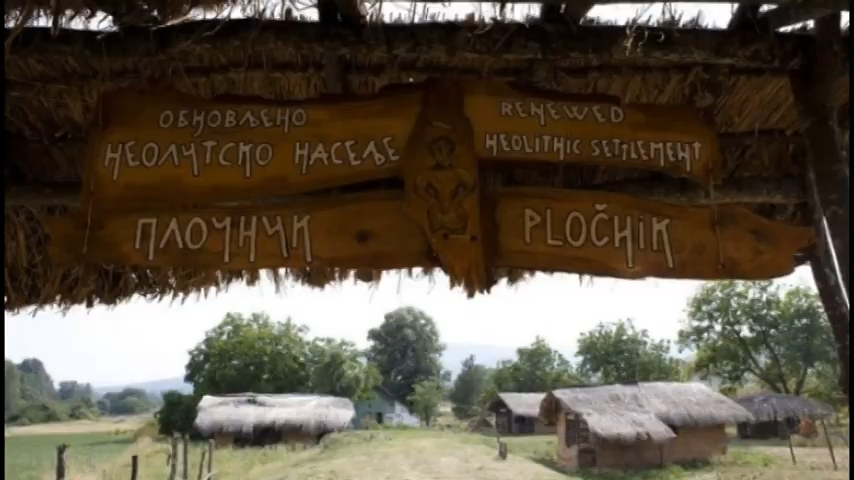 ОБНОВЉЕНО
НЕОЛИТСКО НАСЕЉЕ
ПЛОЧНИК
RENEWED
NEOLITHIC SETTLEMENT
PLOČNIK